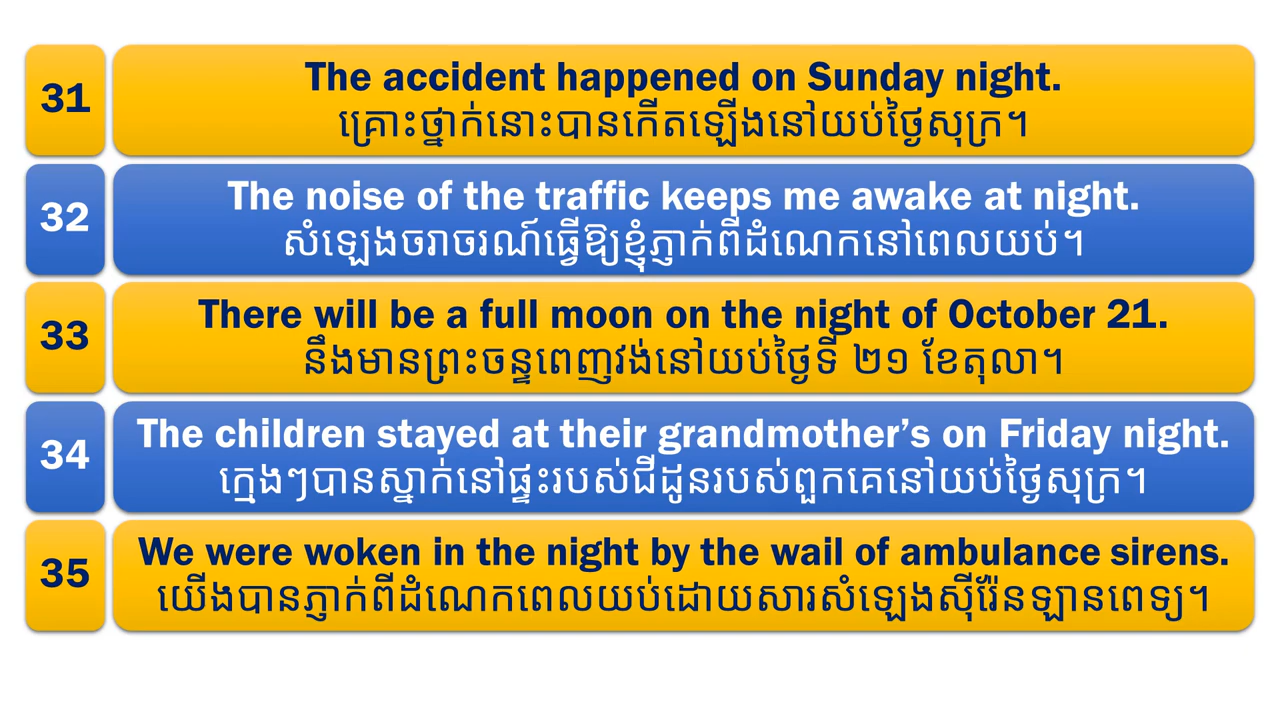 31
The accident happened on Sunday night.
គ្រោះថ្នាក់នោះបានកើតឡើងនៅយប់ថ្ងៃសុក្រ។
32
The noise of the traffic keeps me awake at night.
សំឡេងចរាចរណ៍ធ្វើឱ្យខ្ញុំភ្ញាក់ពីដំណេកនៅពេលយប់។
33
There will be a full moon on the night of October 21.
នឹងមានព្រះចន្ទពេញវង់នៅយប់ថ្ងៃទី ២១ ខែតុលា។
34
The children stayed at their grandmother’s on Friday night.
ក្មេងៗបានស្នាក់នៅផ្ទះរបស់ជីដូនរបស់ពួកគេនៅយប់ថ្ងៃសុក្រ។
35
We were woken in the night by the wail of ambulance sirens.
យើងបានភ្ញាក់ពីដំណេកពេលយប់ដោយសារសំឡេងស៊ីរ៉ែនឡានពេទ្យ។